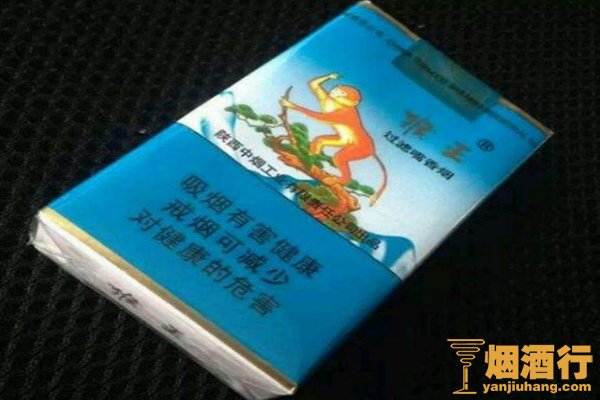 猴王®
过滤嘴香烟
陕西中烟工业有限责任公司出品
吸烟有害健康
戒烟可减少
对健康的危害
猴王
烟酒行
yanjiuhang.com